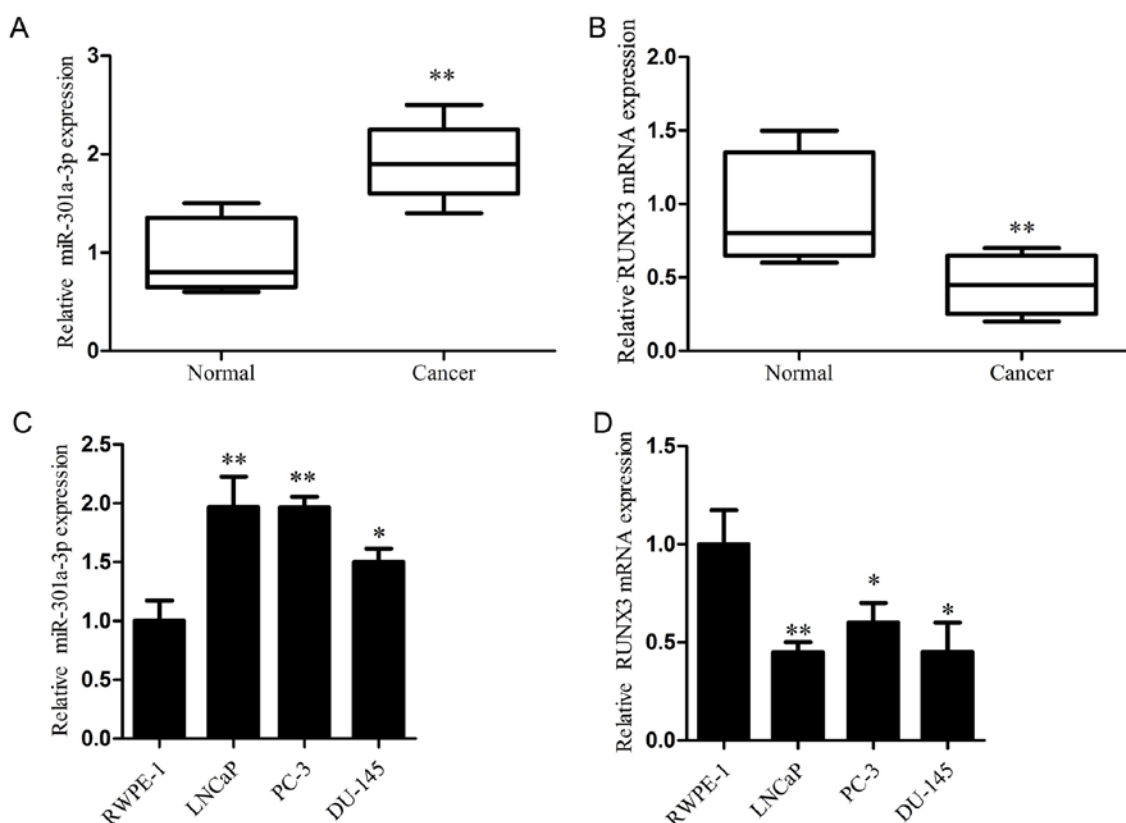 A
Relative miR-301a-3p expression
3
2
1
0
**
Normal
Cancer
B
Relative RUNX3 mRNA expression
2.0
1.5
1.0
0.5
0.0
**
Normal
Cancer
C
Relative miR-301a-3p expression
2.5
2.0
1.5
1.0
0.5
0.0
**
**
*
RWPE-1
LNCaP
PC-3
DU-145
D
Relative RUNX3 mRNA expression
1.5
1.0
0.5
0.0
**
*
*
RWPE-1
LNCaP
PC-3
DU-145